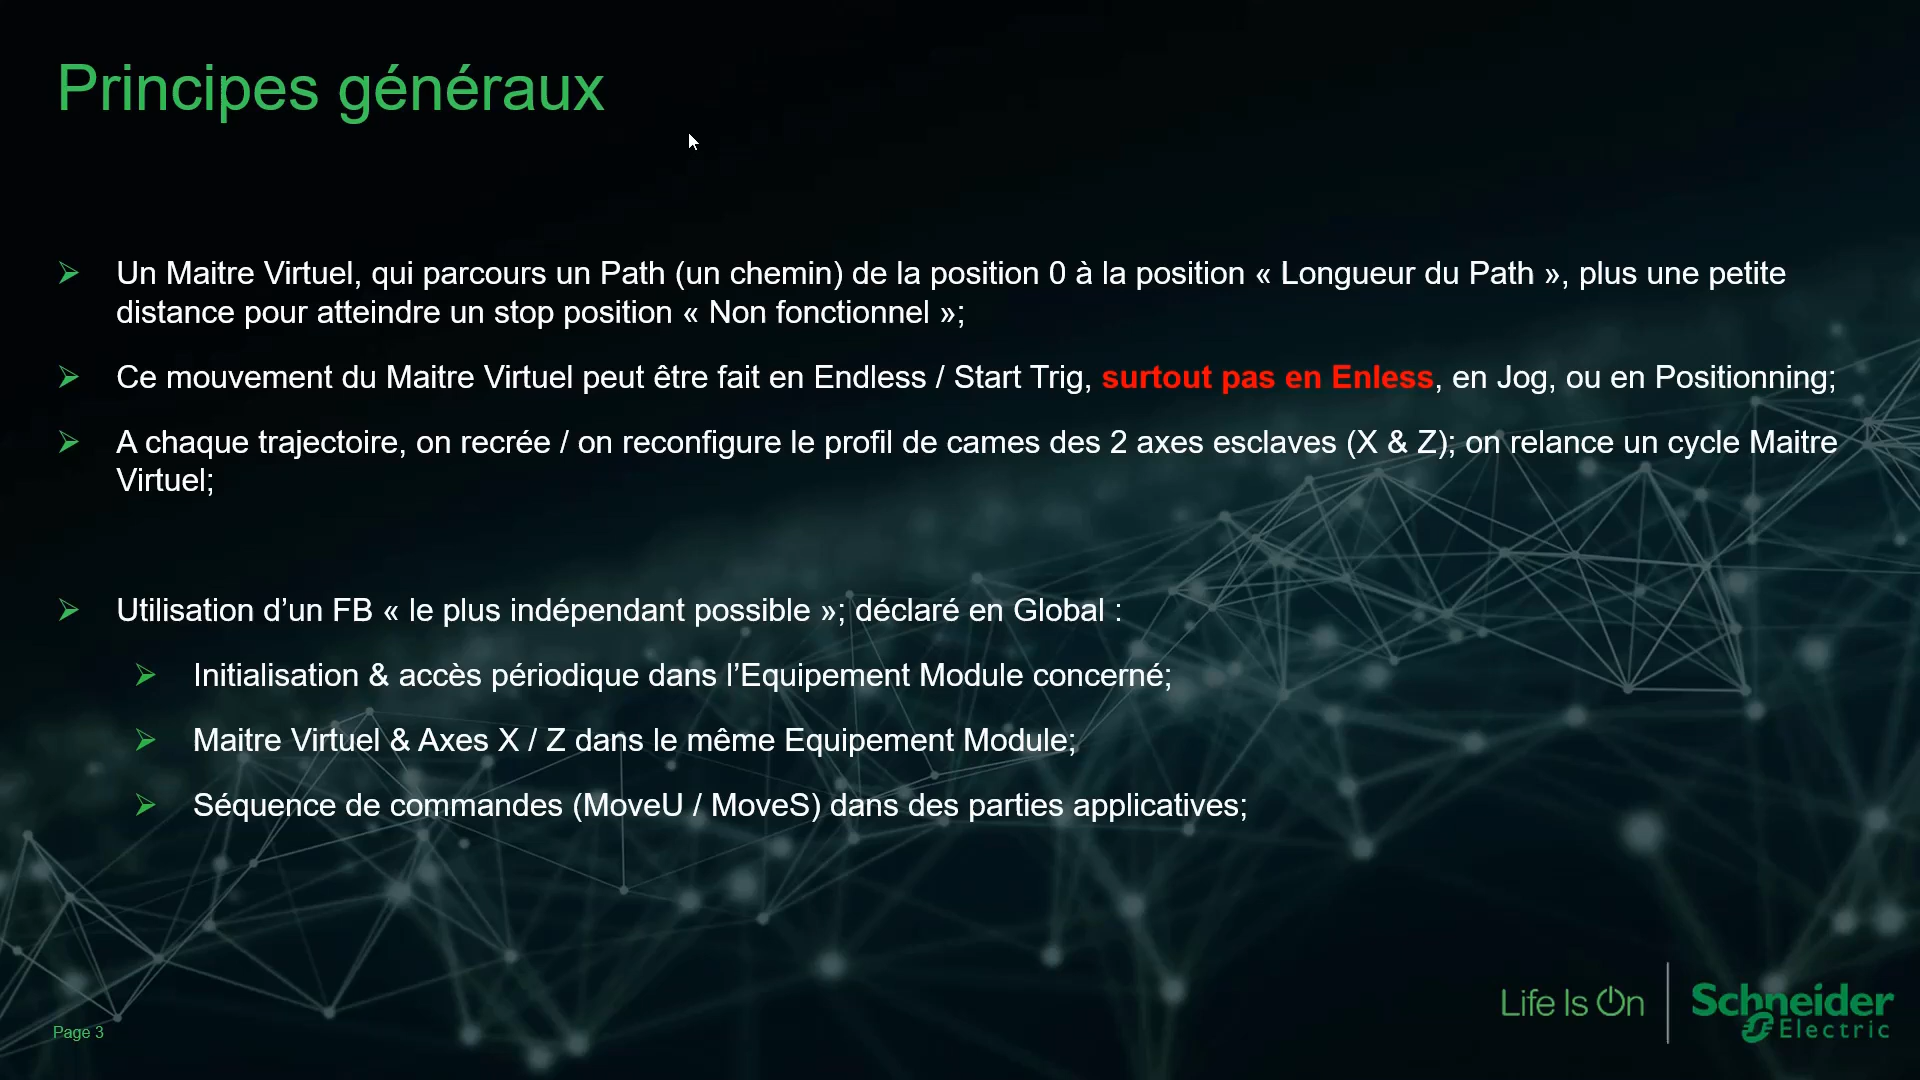 Principes généraux
Un Maitre Virtuel, qui parcours un Path (un chemin) de la position 0 à la position « Longueur du Path », plus une petite
distance pour atteindre un stop position « Non fonctionnel »;
Ce mouvement du Maitre Virtuel peut être fait en Endless / Start Trig, surtout pas en Enless, en Jog, ou en Positionning;
A chaque trajectoire, on recrée / on reconfigure le profil de cames des 2 axes esclaves (X & Z); on relance un cycle Maitre
Virtuel;
Utilisation d’un FB « le plus indépendant possible »; déclaré en Global :
Initialisation & accès périodique dans l’Equipement Module concerné;
Maitre Virtuel & Axes X / Z dans le même Equipement Module;
Séquence de commandes (MoveU / MoveS) dans des parties applicatives;
Life Is On
Schneider
Electric
Page 3